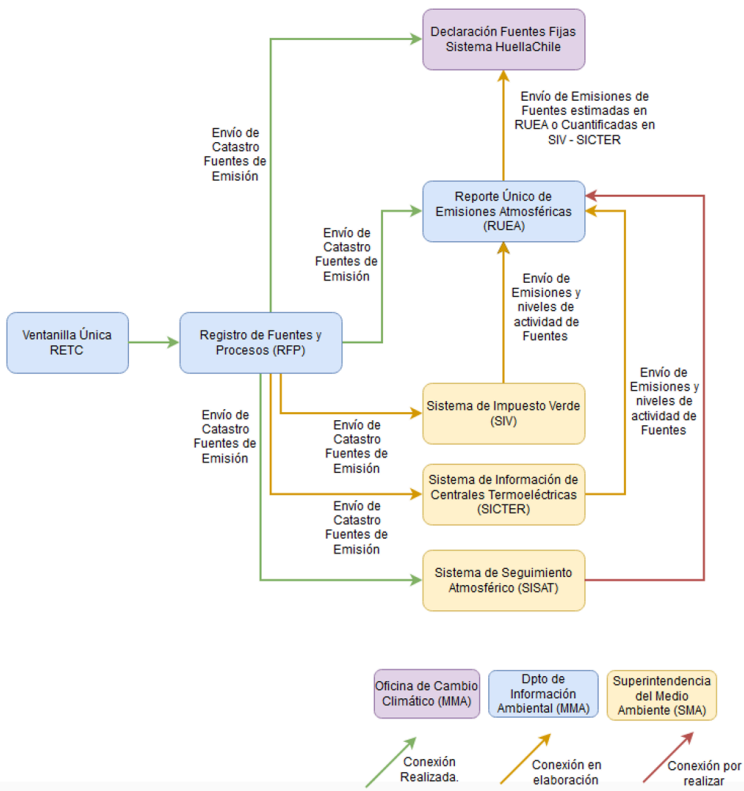 Declaración Fuentes Fijas
Sistema HuellaChile
Envío de Emisiones de
Fuentes estimadas en
RUEA o Cuantificadas en
SIV - SICTER
Envío de
Catastro
Fuentes de
Emisión
Reporte Único de
Emisiones Atmosféricas
(RUEA)
Envío de
Catastro
Fuentes de
Emisión
Envío de
Emisiones y
niveles de
actividad de
Fuentes
Ventanilla Única
RETC
Registro de Fuentes y
Procesos (RFP)
Envío de
Emisiones y
niveles de
actividad de
Fuentes
Sistema de Impuesto Verde
(SIV)
Envío de
Catastro
Fuentes de
Emisión
Envío de
Catastro
Fuentes de
Emisión
Sistema de Información de
Centrales Termoeléctricas
(SICTER)
Envío de
Catastro
Fuentes de
Emisión
Sistema de Seguimiento
Atmosférico (SISAT)
Oficina de Cambio
Climático (MMA)
Dpto de
Información
Ambiental (MMA)
Superintendencia
del Medio
Ambiente (SMA)
Conexión
Realizada.
Conexión en
elaboración
Conexión por
realizar